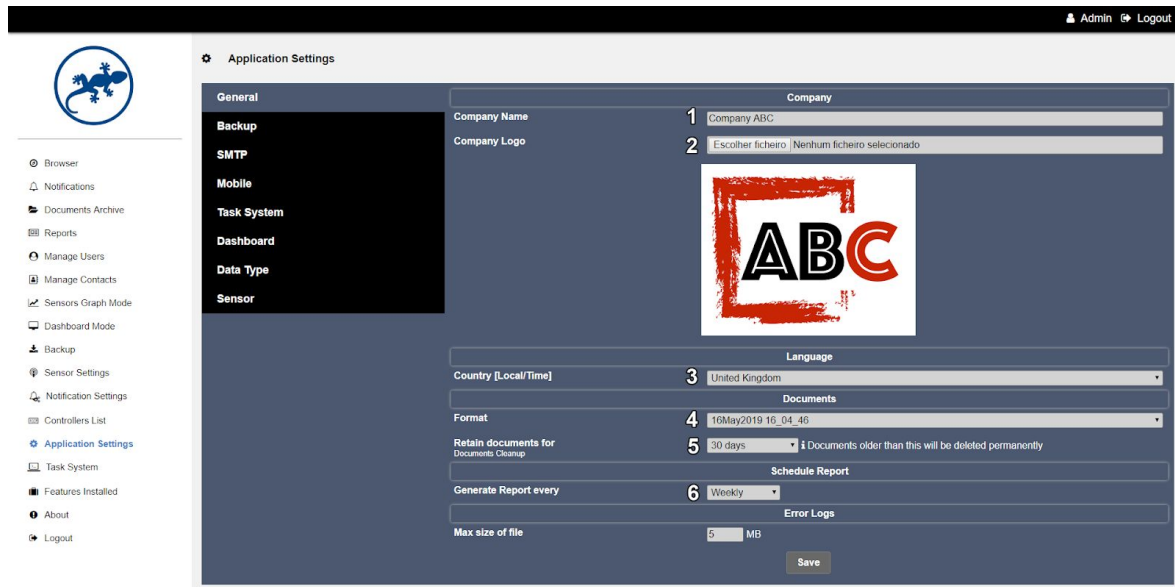 Admin Logout
Application Settings
General
Backup
SMTP
Mobile
Task System
Dashboard
Data Type
Sensor
Browser
Notifications
Documents Archive
Reports
Manage Users
Manage Contacts
Sensors Graph Mode
Dashboard Mode
Backup
Sensor Settings
Notification Settings
Controllers List
Application Settings
Task System
Features Installed
About
Logout
Company
Company Name 1 Company ABC
Company Logo 2 Escolher ficheiro Nenhum ficheiro selecionado
ABC
Language
Country [Local/Time] 3 United Kingdom
Documents
Format 4 16May2019 16_04_46
Retain documents for 5 30 days i Documents older than this will be deleted permanently
Documents Cleanup
Schedule Report
Generate Report every 6 Weekly
Error Logs
Max size of file 5 MB
Save